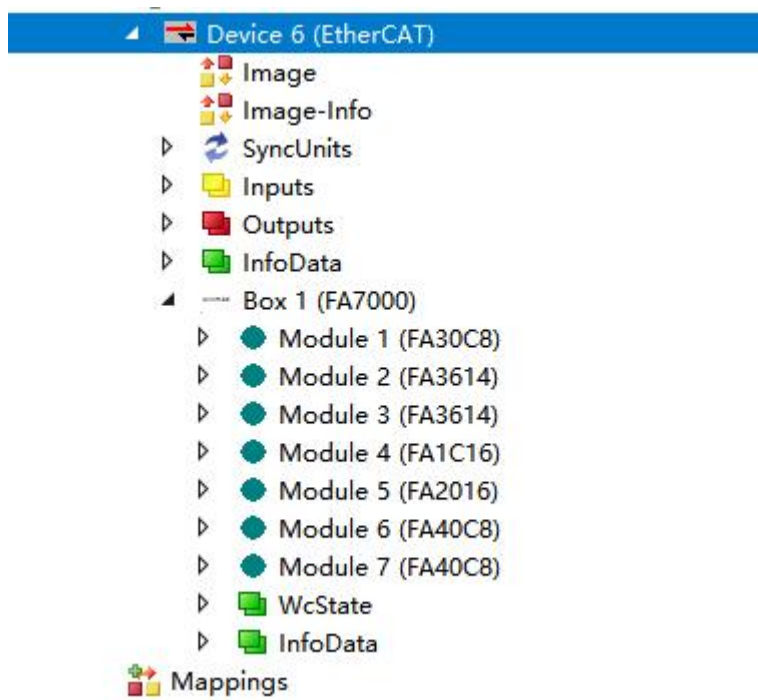 Device 6 (EtherCAT)
Image
Image-Info
SyncUnits
Inputs
Outputs
InfoData
Box 1 (FA7000)
Module 1 (FA30C8)
Module 2 (FA3614)
Module 3 (FA3614)
Module 4 (FA1C16)
Module 5 (FA2016)
Module 6 (FA40C8)
Module 7 (FA40C8)
WcState
InfoData
Mappings